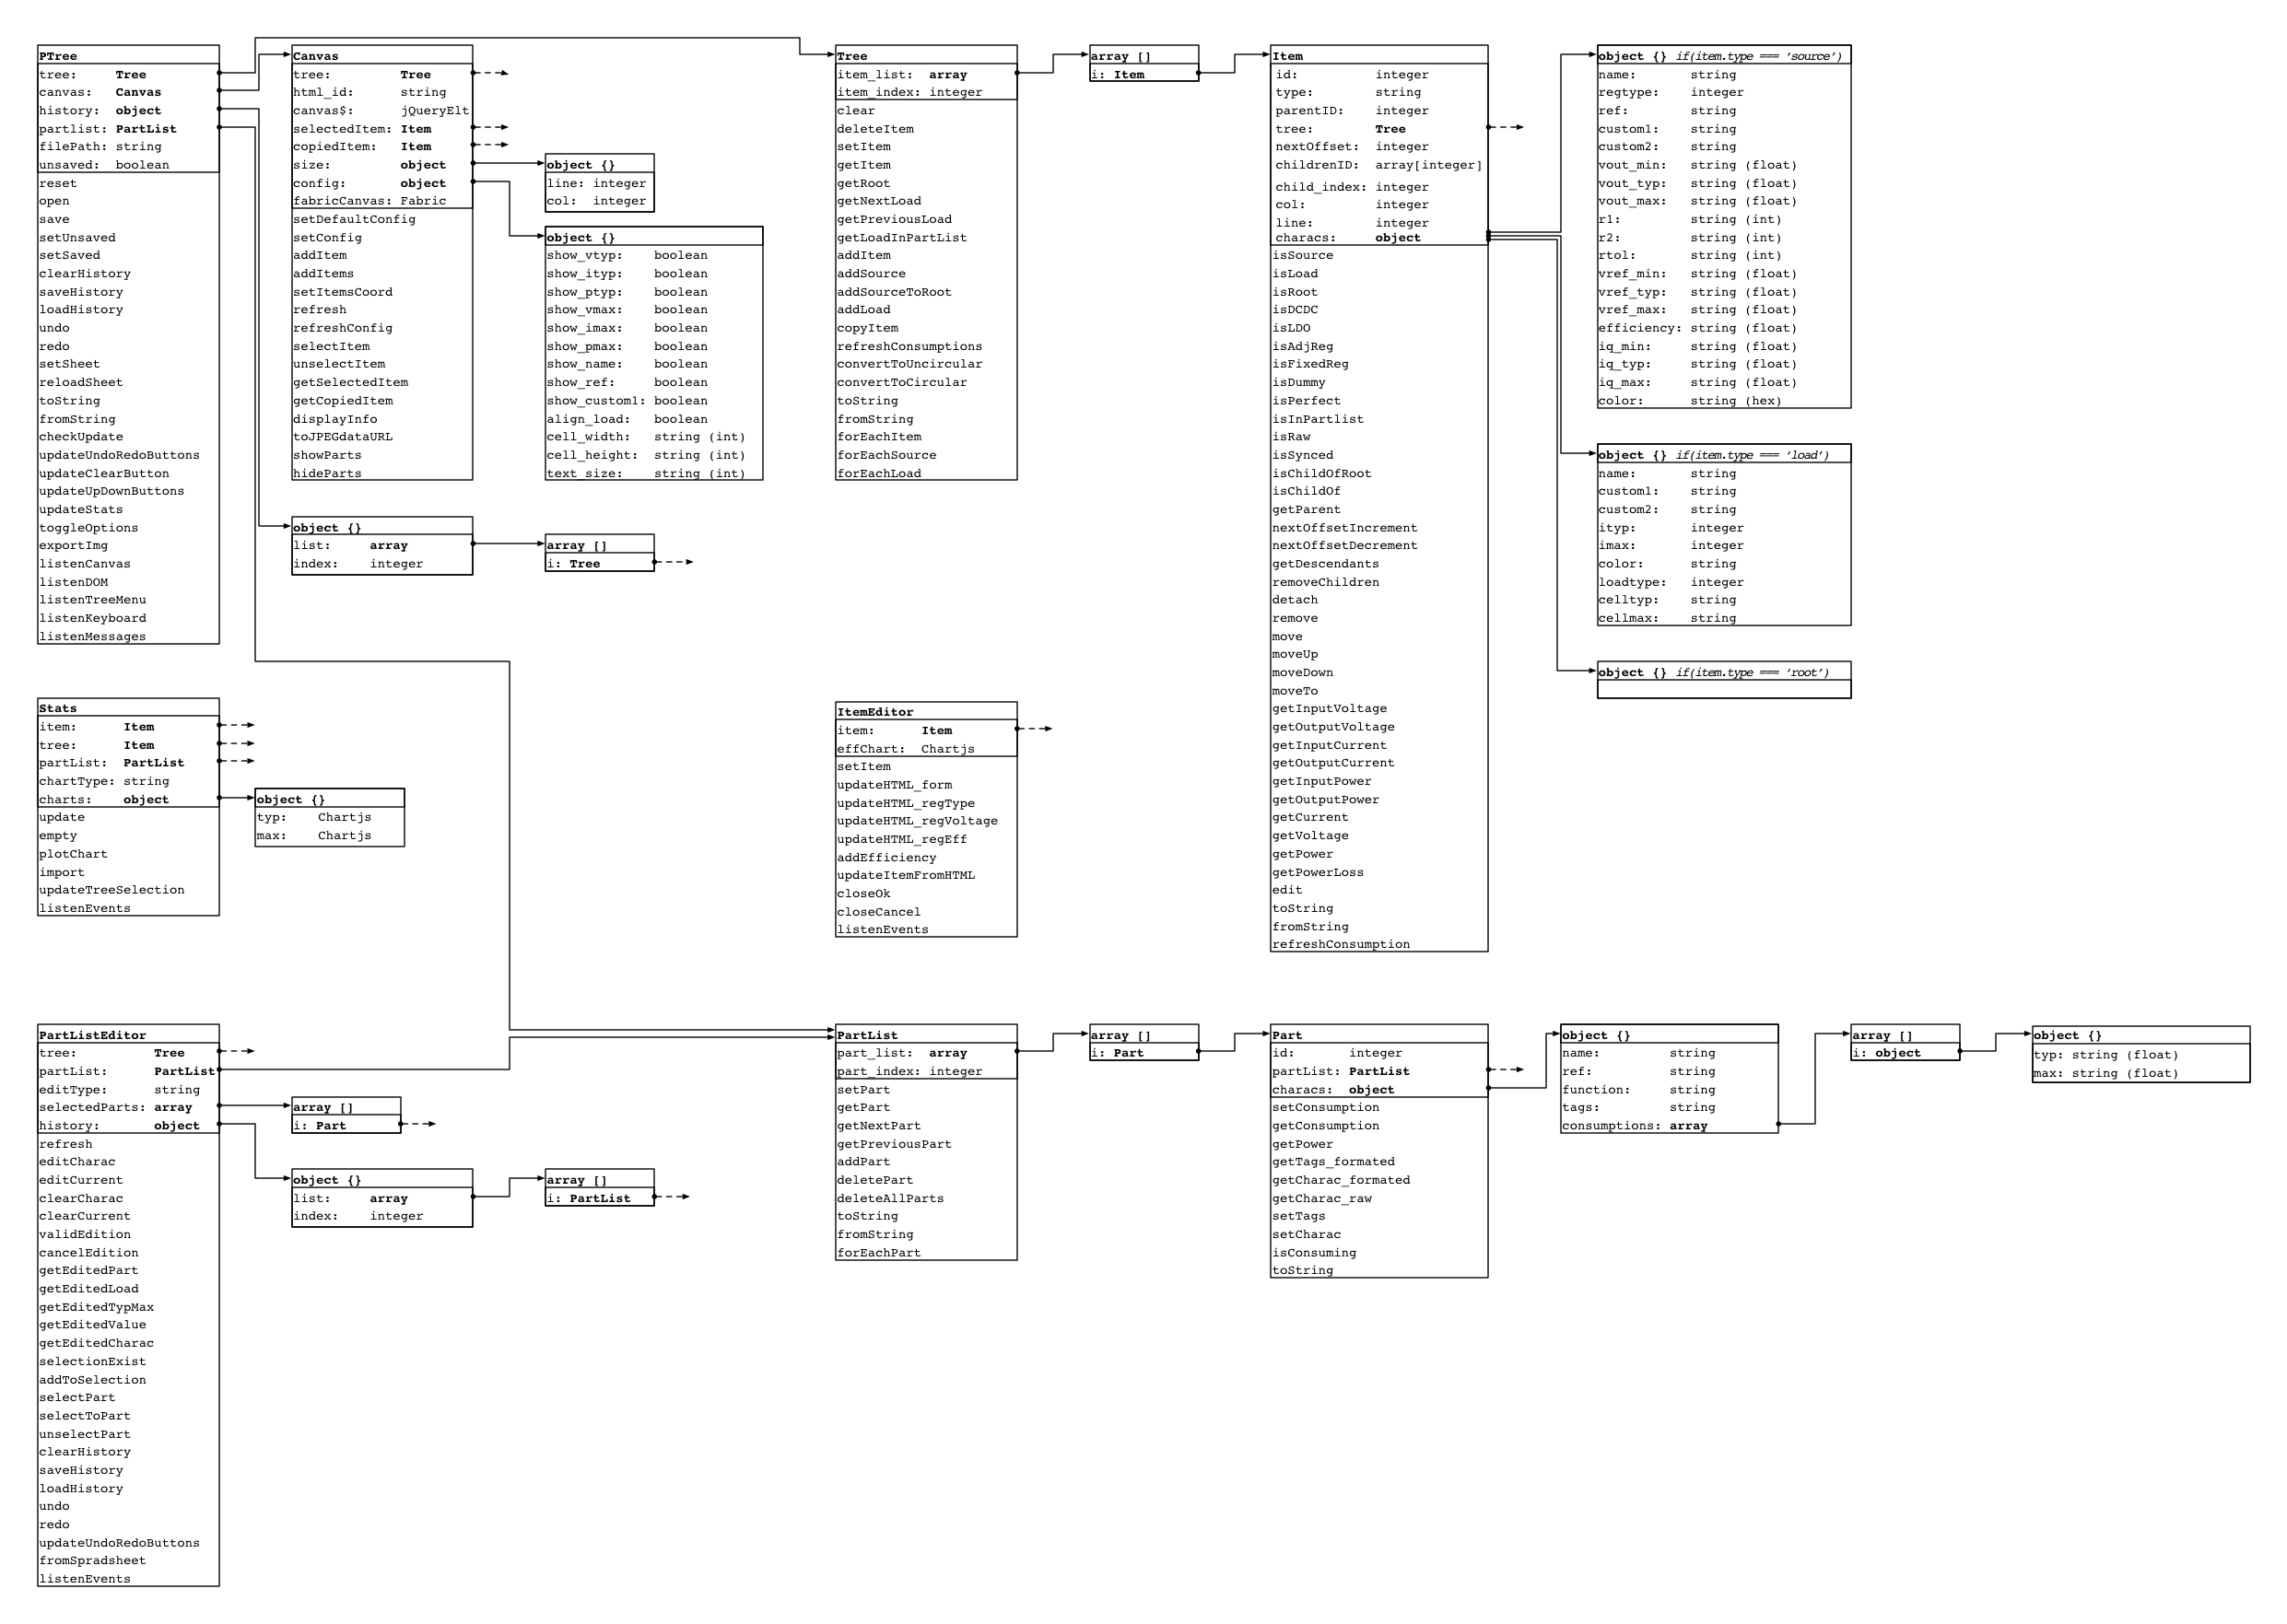 PTree
tree: Tree
canvas: Canvas
history: object
partlist: PartList
filePath: string
unsaved: boolean
reset
open
save
setUnsaved
setSaved
clearHistory
saveHistory
loadHistory
undo
redo
setSheet
reloadSheet
toString
fromString
checkUpdate
updateUndoRedoButtons
updateClearButton
updateUpDownButtons
updateStats
toggleOptions
exportImg
listenCanvas
listenDOM
listenTreeMenu
listenKeyboard
listenMessages
Canvas
tree: Tree
html_id: string
canvas$: jQueryElt
selectedItem: Item
copiedItem: Item
size: object
config: object
fabricCanvas: Fabric
setDefaultConfig
setConfig
addItem
addItems
setItemsCoord
refresh
refreshConfig
selectItem
unselectItem
getSelectedItem
getCopiedItem
displayInfo
toJPEGdataURL
showParts
hideParts
object {}
line: integer
col: integer
object {}
show_vtyp: boolean
show_ityp: boolean
show_ptyp: boolean
show_vmax: boolean
show_imax: boolean
show_pmax: boolean
show_name: boolean
show_ref: boolean
show_custom1: boolean
align_load: boolean
cell_width: string (int)
cell_height: string (int)
text_size: string (int)
object {}
list: array
index: integer
array []
i: Tree
Tree
item_list: array
item_index: integer
clear
deleteItem
setItem
getItem
getRoot
getNextLoad
getPreviousLoad
getLoadInPartList
addItem
addSource
addSourceToRoot
addLoad
copyItem
refreshConsumptions
convertToUncircular
convertToCircular
toString
fromString
forEachItem
forEachSource
forEachLoad
array []
i: Item
Item
id: integer
type: string
parentID: integer
tree: Tree
nextOffset: integer
childrenID: array[integer]
child_index: integer
col: integer
line: integer
characs: object
isSource
isLoad
isRoot
isDCDC
isLDO
isAdjReg
isFixedReg
isDummy
isPerfect
isInPartlist
isRaw
isSynced
isChildOfRoot
isChildOf
getParent
nextOffsetIncrement
nextOffsetDecrement
getDescendants
removeChildren
detach
remove
move
moveUp
moveDown
moveTo
getInputVoltage
getOutputVoltage
getInputCurrent
getOutputCurrent
getInputPower
getOutputPower
getCurrent
getVoltage
getPower
getPowerLoss
edit
toString
fromString
refreshConsumption
object {} if(item.type === ‘source’)
name: string
regtype: integer
ref: string
custom1: string
custom2: string
vout_min: string (float)
vout_typ: string (float)
vout_max: string (float)
r1: string (int)
r2: string (int)
rtol: string (int)
vref_min: string (float)
vref_typ: string (float)
vref_max: string (float)
efficiency: string (float)
iq_min: string (float)
iq_typ: string (float)
iq_max: string (float)
color: string (hex)
object {} if(item.type === ‘load’)
name: string
custom1: string
custom2: string
ityp: integer
imax: integer
color: string
loadtype: integer
celltyp: string
cellmax: string
object {} if(item.type === ‘root’)
Stats
item: Item
tree: Item
partList: PartList
chartType: string
charts: object
update
empty
plotChart
import
updateTreeSelection
listenEvents
object {}
typ: Chartjs
max: Chartjs
ItemEditor
item: Item
effChart: Chartjs
setItem
updateHTML_form
updateHTML_regType
updateHTML_regVoltage
updateHTML_regEff
addEfficiency
updateItemFromHTML
closeOk
closeCancel
listenEvents
PartListEditor
tree: Tree
partList: PartList
editType: string
selectedParts: array
history: object
refresh
editCharac
editCurrent
clearCharac
clearCurrent
validEdition
cancelEdition
getEditedPart
getEditedLoad
getEditedTypMax
getEditedValue
getEditedCharac
selectionExist
addToSelection
selectPart
selectToPart
unselectPart
clearHistory
saveHistory
loadHistory
undo
redo
updateUndoRedoButtons
fromSpradsheet
listenEvents
array []
i: Part
object {}
list: array
index: integer
array []
i: PartList
PartList
part_list: array
part_index: integer
setPart
getPart
getNextPart
getPreviousPart
addPart
deletePart
deleteAllParts
toString
fromString
forEachPart
array []
i: Part
Part
id: integer
partList: PartList
characs: object
setConsumption
getConsumption
getPower
getTags_formated
getCharac_formated
getCharac_raw
setTags
setCharac
isConsuming
toString
object {}
name: string
ref: string
function: string
tags: string
consumptions: array
array []
i: object
object {}
typ: string (float)
max: string (float)